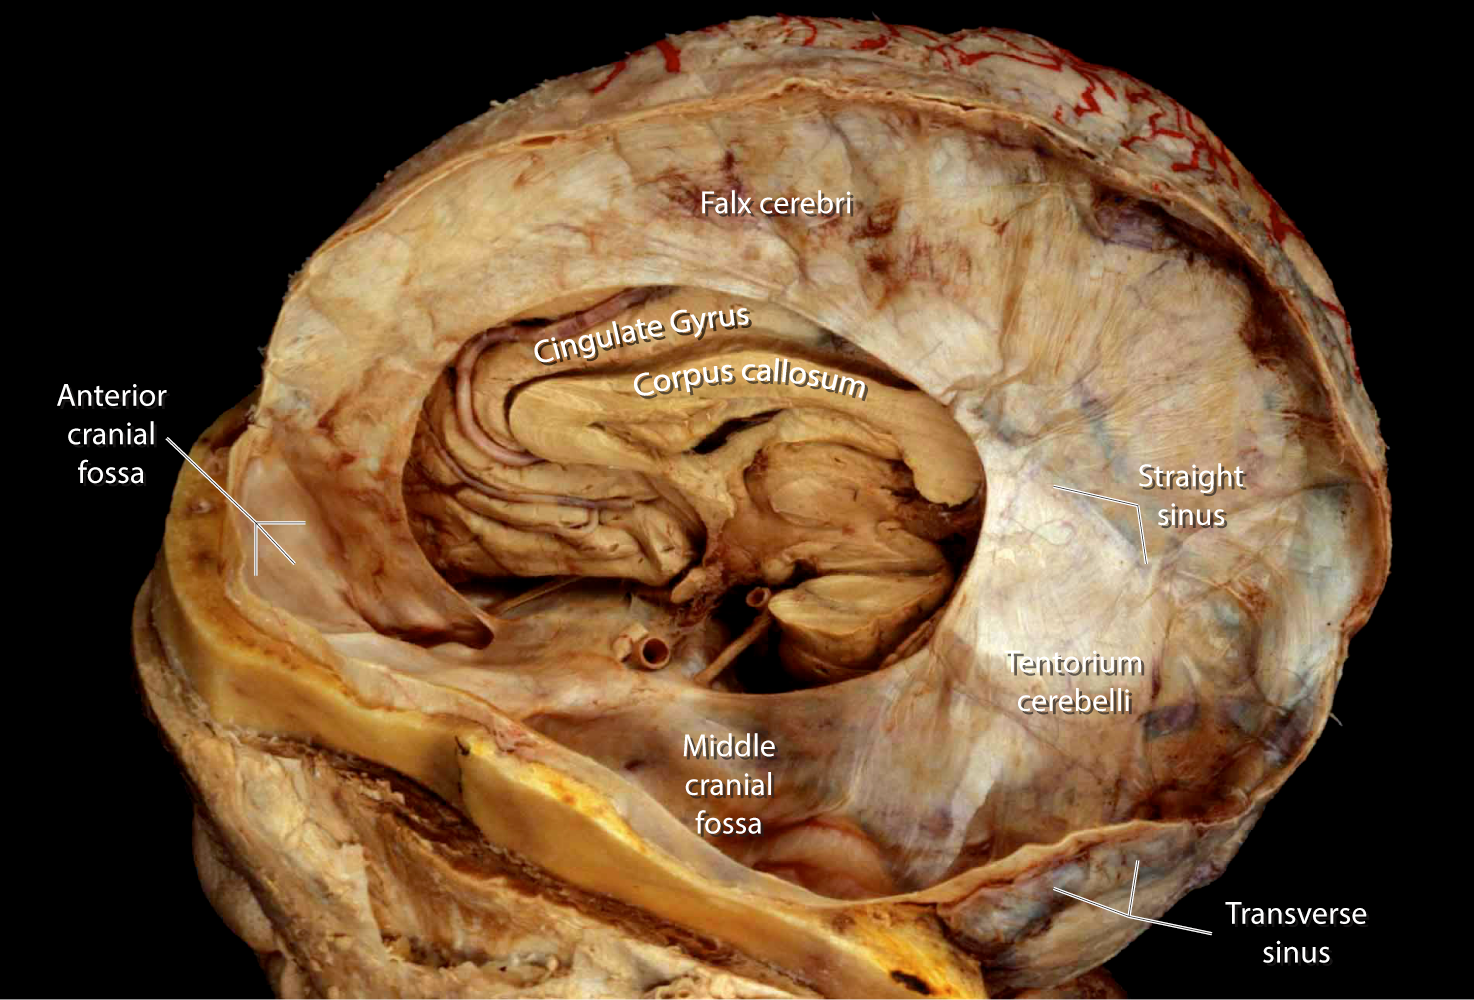 Falx cerebri
Cingulate Gyrus
Corpus callosum
Anterior
cranial
fossa
Straight
sinus
Tentorium
cerebelli
Middle
cranial
fossa
Transverse
sinus